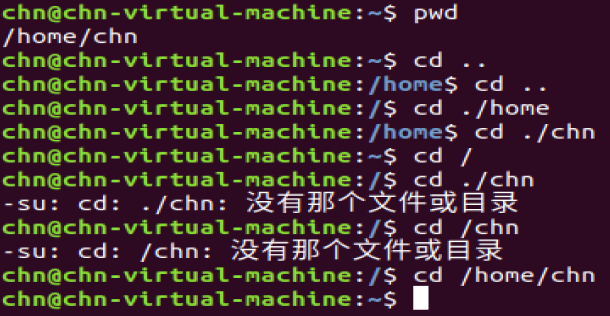 chn@chn-virtual-machine:~$ pwd
/home/chn
chn@chn-virtual-machine:~$ cd ..
chn@chn-virtual-machine:/home$ cd ..
chn@chn-virtual-machine:/$ cd ./home
chn@chn-virtual-machine:/home$ cd ./chn
chn@chn-virtual-machine:~$ cd /
chn@chn-virtual-machine:/$ cd ./chn
-su: cd: ./chn: 没有那个文件或目录
chn@chn-virtual-machine:/$ cd /chn
-su: cd: /chn: 没有那个文件或目录
chn@chn-virtual-machine:/$ cd /home/chn
chn@chn-virtual-machine:~$